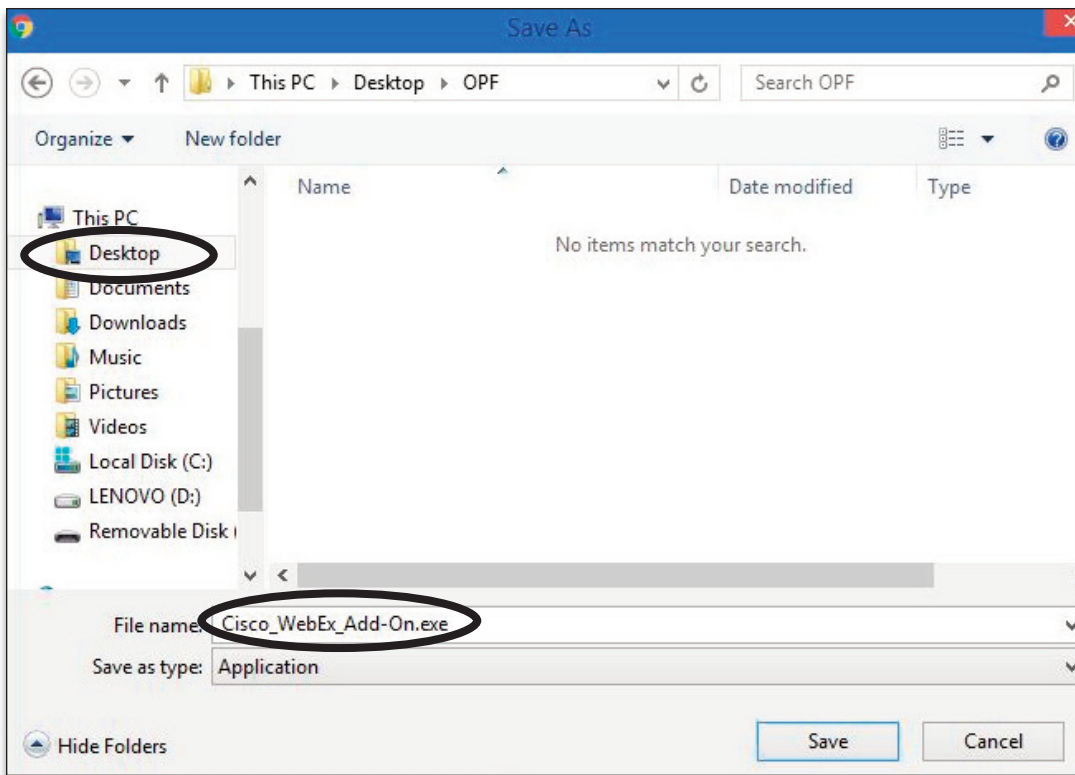 Save As
This PC Desktop OPF Search OPF
Organize New folder
Name Date modified Type
No items match your search.
This PC
Desktop
Documents
Downloads
Music
Pictures
Videos
Local Disk (C:)
LENOVO (D:)
Removable Disk (
File name: Cisco_WebEx_Add-On.exe
Save as type: Application
Hide Folders Save Cancel